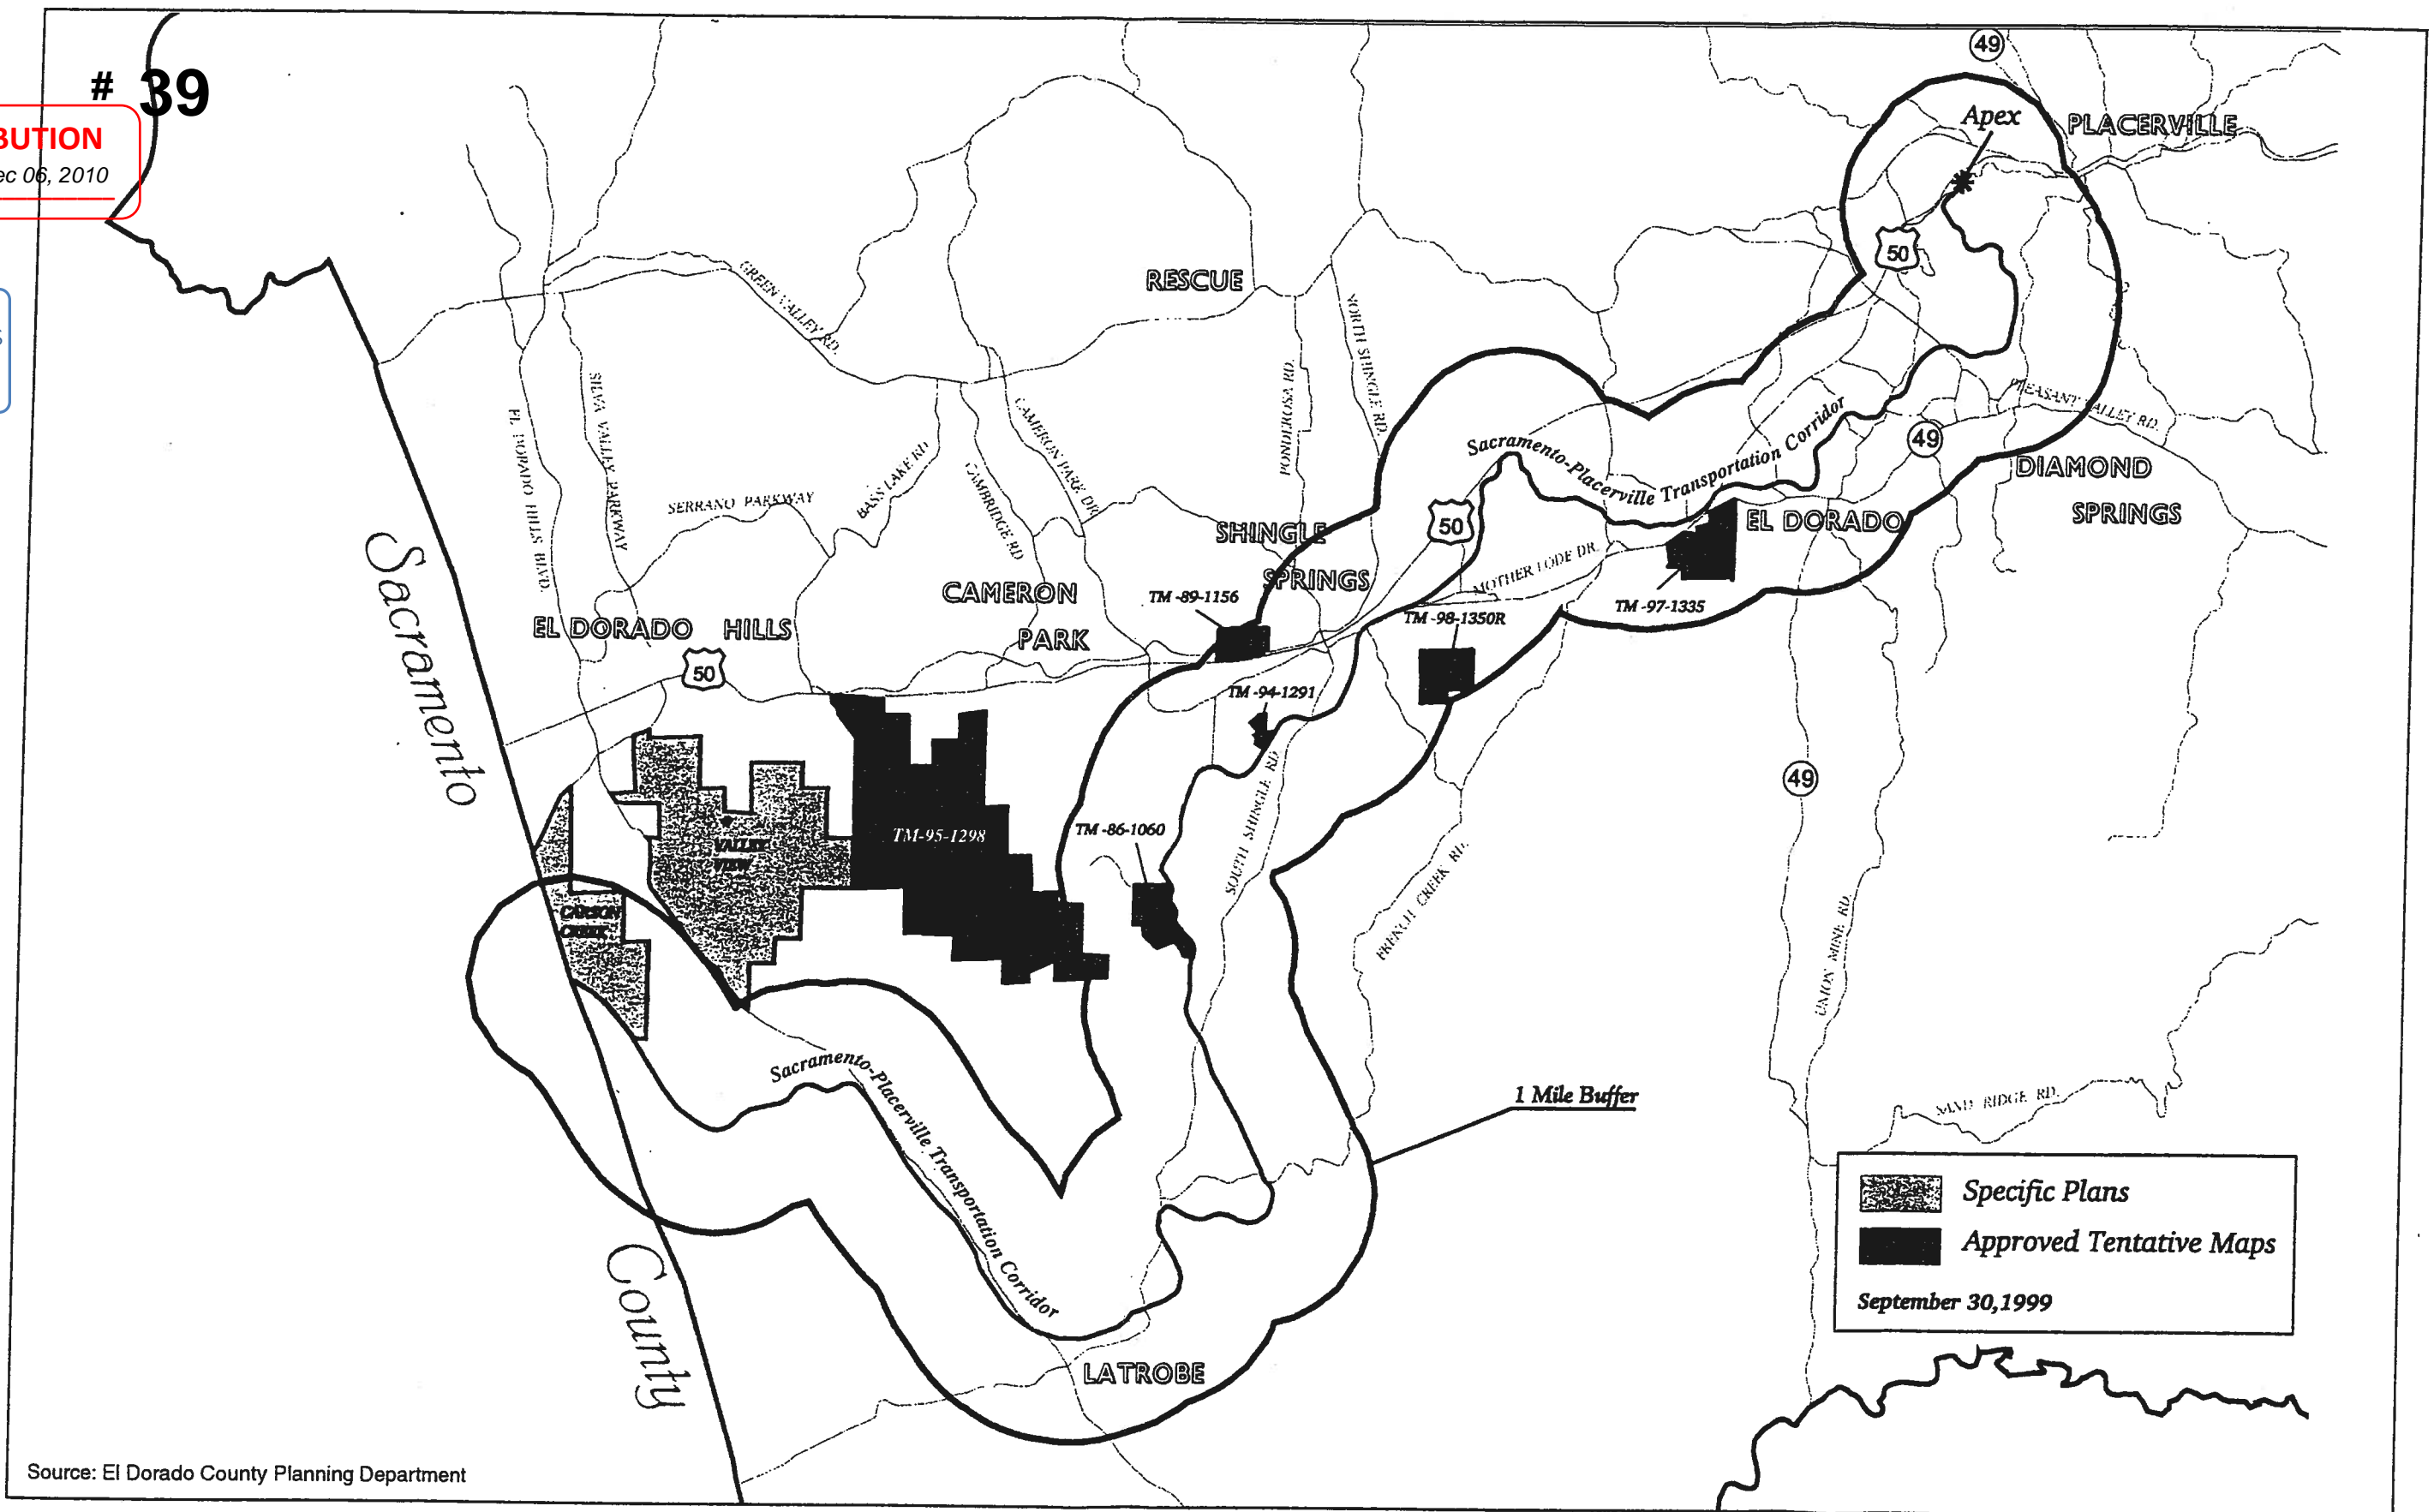 # 39
BUTION
ec 06, 2010
49
Apex
PLACERVILLE
50
RESCUE
GREEN VALLEY RD.
NORTH SHINGLE RD.
PONDEROSA RD.
SILVA VALLEY PARKWAY
EL DORADO HILLS BLVD.
CAMERON PARK DR.
BASS LAKE RD
CAMBRIDGE RD
SERRANO PARKWAY
Sacramento-Placerville Transportation Corridor
PLEASANT VALLEY RD.
49
DIAMOND
SPRINGS
50
EL DORADO
SHINGLE
SPRINGS
MOTHER LODE DR.
CAMERON
PARK
TM -89-1156
TM -98-1350R
TM -97-1335
EL DORADO HILLS
50
TM -94-1291
Sacramento
49
TM-95-1298
TM -86-1060
VALLEY
VIEW
SOUTH SHINGLE RD
FRENCH CREEK RD.
CARSON
CREEK
UNION MINE RD.
Sacramento-Placerville Transportation Corridor
1 Mile Buffer
SAND RIDGE RD.
Specific Plans
Approved Tentative Maps
September 30,1999
County
LATROBE
Source: El Dorado County Planning Department